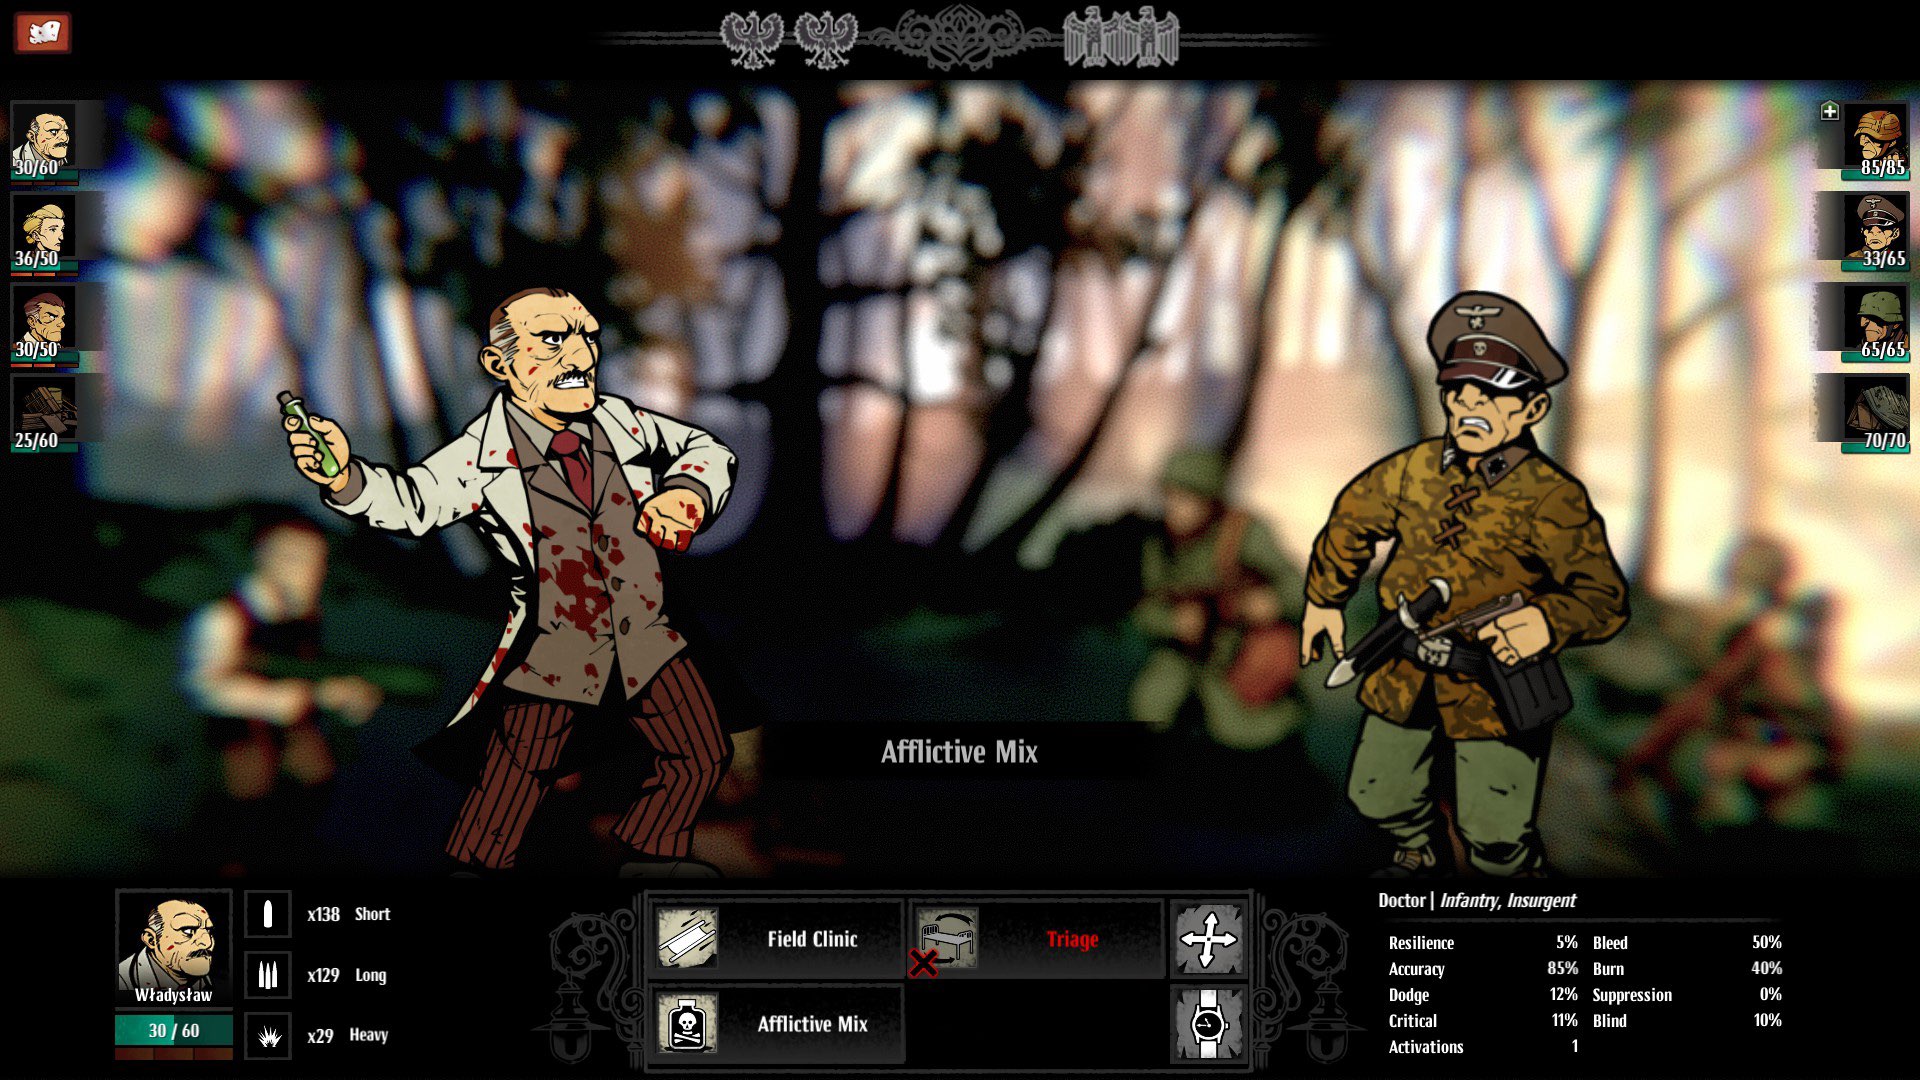 30/60
36/50
30/50
25/60
85/85
33/65
65/65
70/70
Afflictive Mix
Władysław
30 / 60
x138 Short
x129 Long
x29 Heavy
Field Clinic
Triage
Afflictive Mix
Doctor | Infantry, Insurgent
Resilience 5% Bleed 50%
Accuracy 85% Burn 40%
Dodge 12% Suppression 0%
Critical 11% Blind 10%
Activations 1